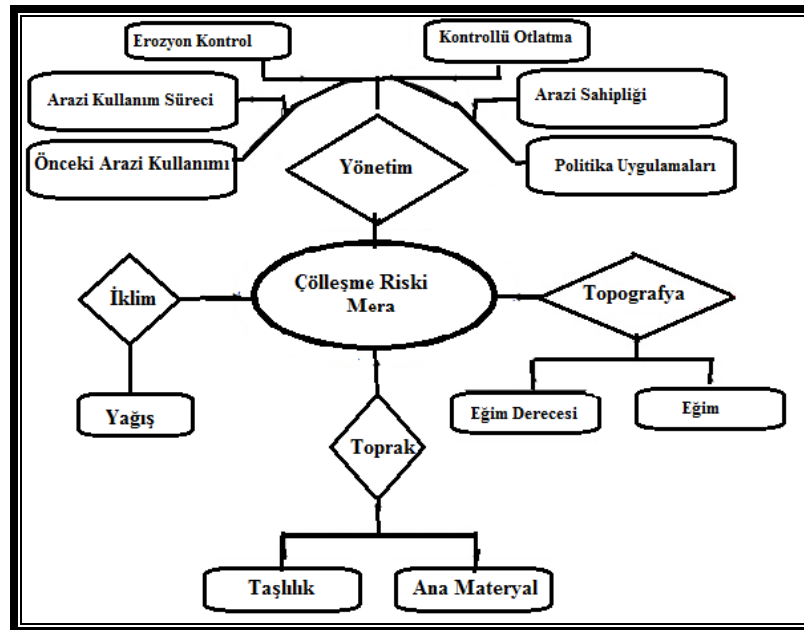 Erozyon Kontrol
Kontrollü Otlatma
Arazi Kullanım Süreci
Arazi Sahipliği
Önceki Arazi Kullanımı
Yönetim
Politika Uygulamaları
Çölleşme Riski
Mera
İklim
Topografya
Yağış
Eğim Derecesi
Eğim
Toprak
Taşlılık
Ana Materyal